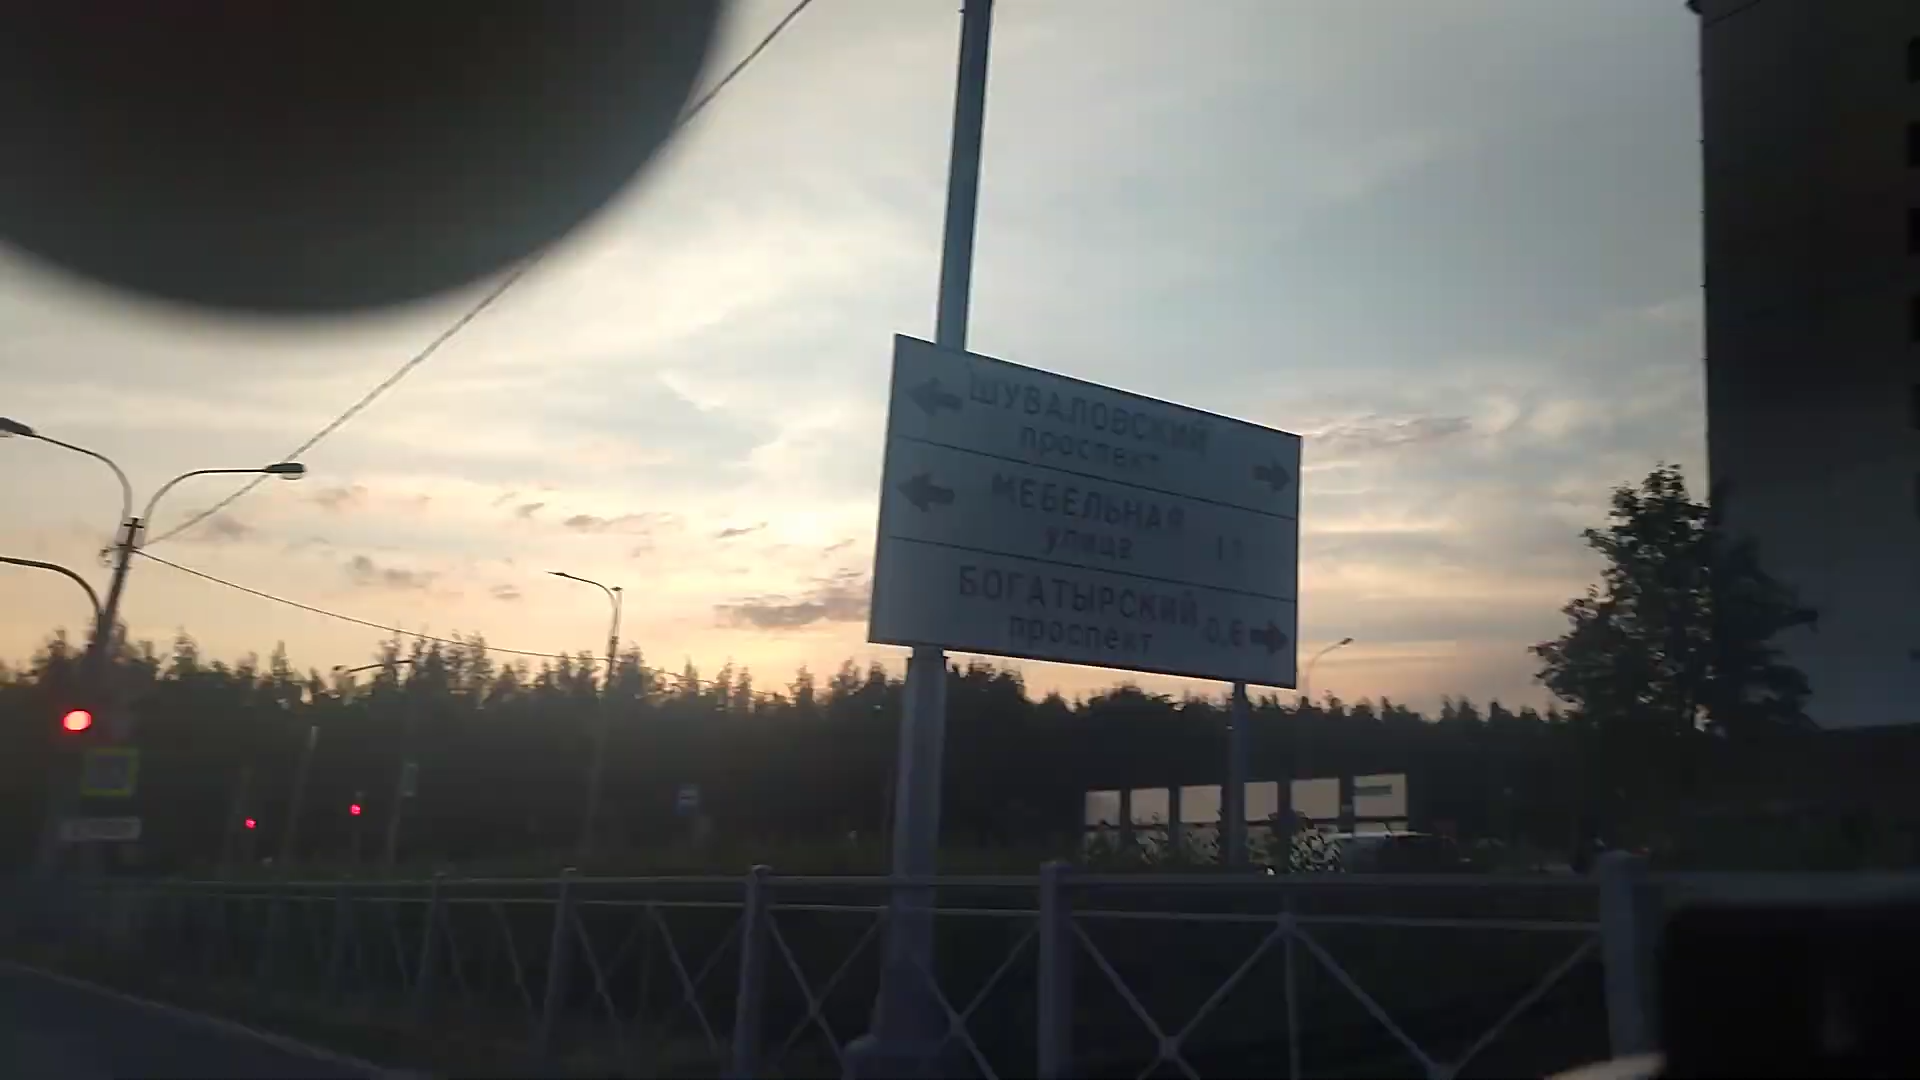 ШУВАЛОВСКИЙ
проспект
МЕБЕЛЬНАЯ
улица
БОГАТЫРСКИЙ 0,6
проспект